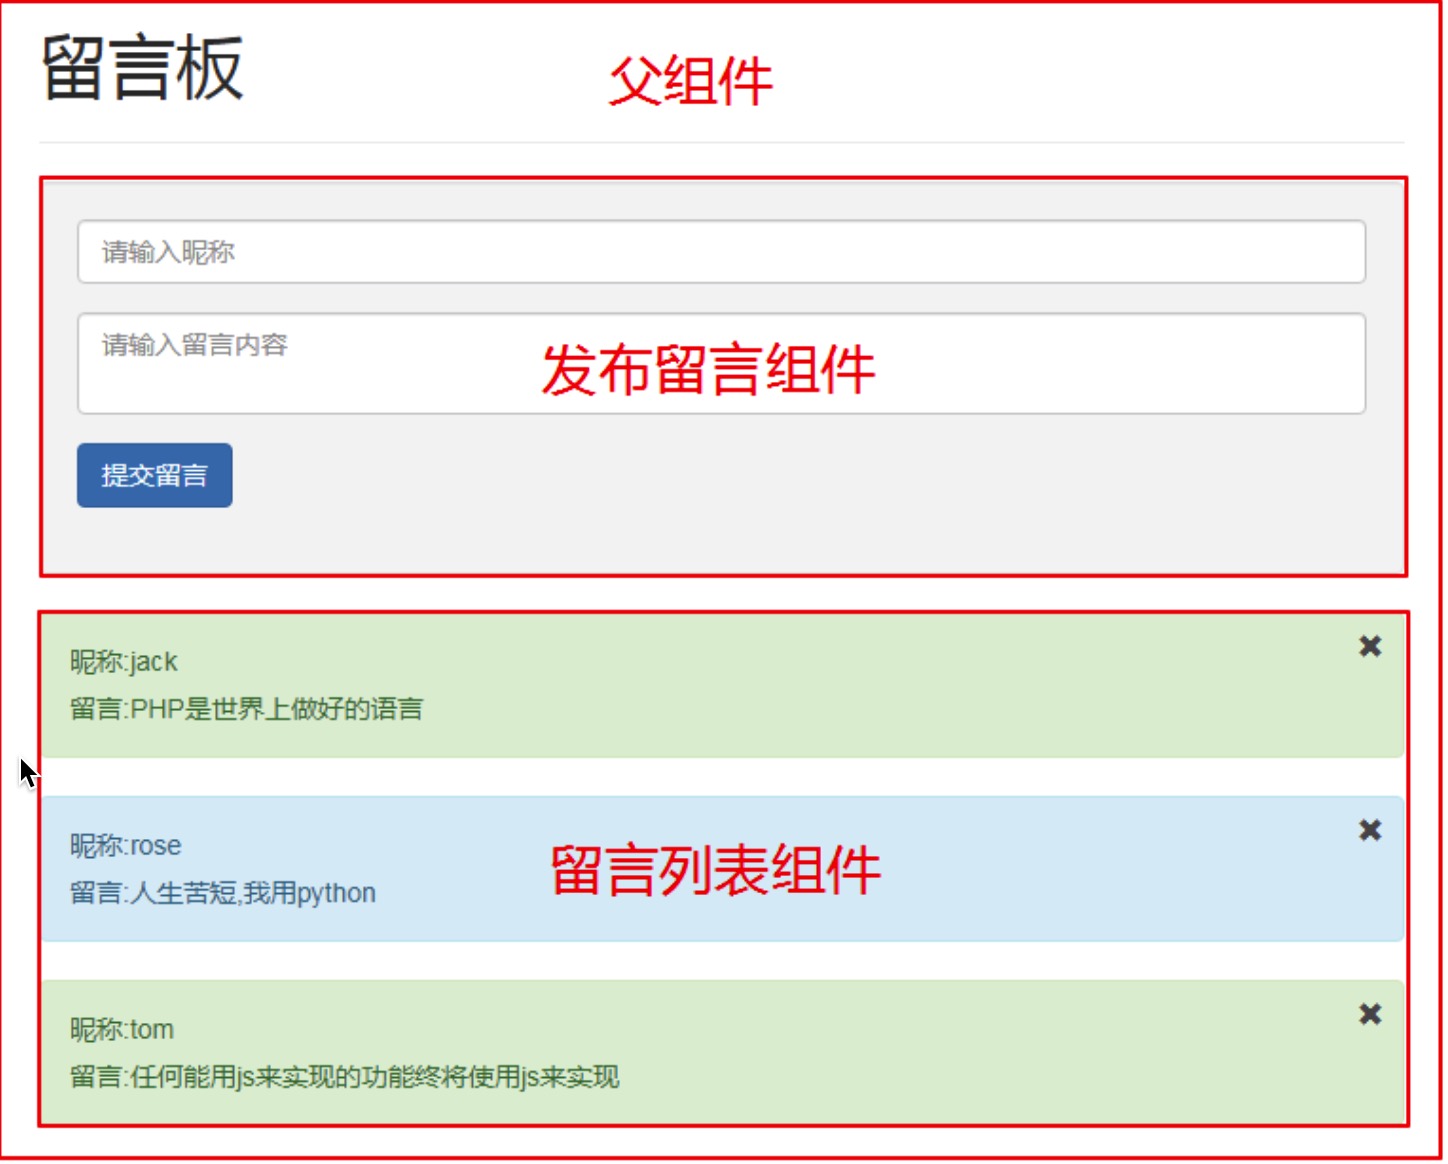 留言板
父组件
请输入昵称
请输入留言内容
发布留言组件
提交留言
昵称:jack
留言:PHP是世界上做好的语言
昵称:rose
留言:人生苦短,我用python
留言列表组件
昵称:tom
留言:任何能用js来实现的功能终将使用js来实现